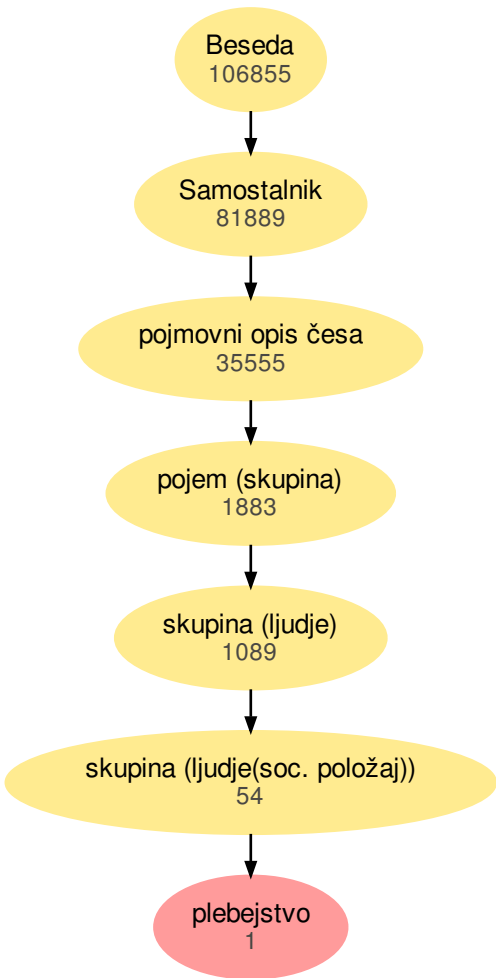 Beseda
106855
Samostalnik
81889
pojmovni opis česa
35555
pojem (skupina)
1883
skupina (ljudje)
1089
skupina (ljudje(soc. položaj))
54
plebejstvo
1